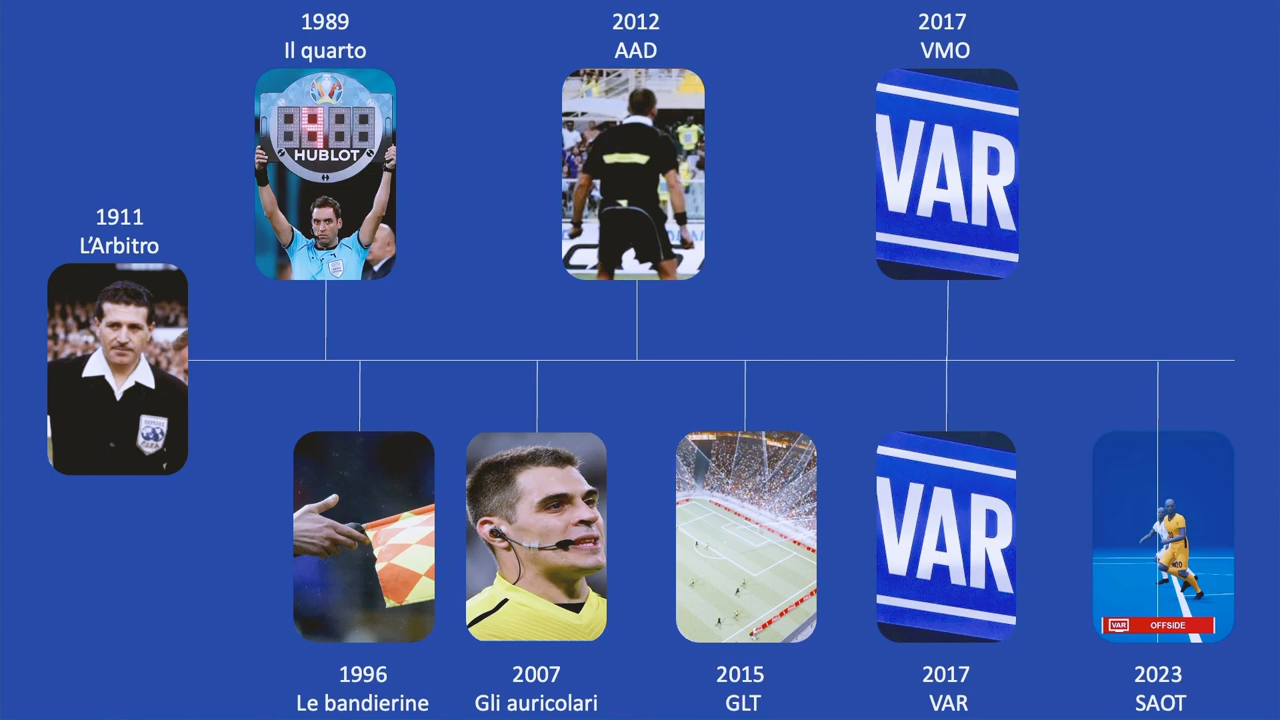 1989
Il quarto
2012
AAD
2017
VMO
HUBLOT
VAR
1911
L'Arbitro
VAR
VAR OFFSIDE
1996
Le bandierine
2007
Gli auricolari
2015
GLT
2017
VAR
2023
SAOT